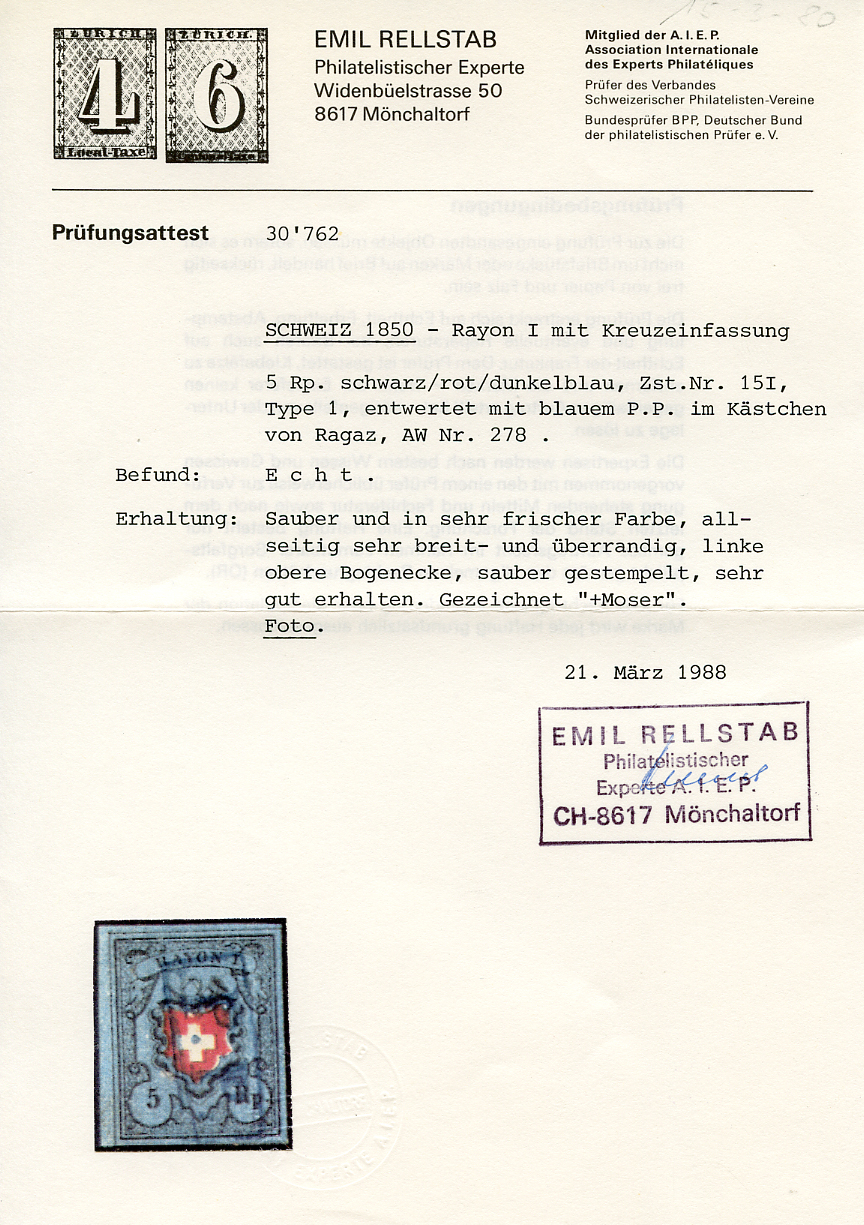 15-3-80
ZÜRICH.
4
Local-Taxe
ZÜRICH.
6
EMIL RELLSTAB
Philatelistischer Experte
Widenbüelstrasse 50
8617 Mönchaltorf
Mitglied der A. I. E. P.
Association Internationale
des Experts Philatéliques
Prüfer des Verbandes
Schweizerischer Philatelisten-Vereine
Bundesprüfer BPP, Deutscher Bund
der philatelistischen Prüfer e. V.
Prüfungsattest 30'762
SCHWEIZ 1850 - Rayon I mit Kreuzeinfassung
5 Rp. schwarz/rot/dunkelblau, Zst.Nr. 15I,
Type 1, entwertet mit blauem P.P. im Kästchen
von Ragaz, AW Nr. 278 .
Befund: E c h t .
Erhaltung: Sauber und in sehr frischer Farbe, all-
seitig sehr breit- und überrandig, linke
obere Bogenecke, sauber gestempelt, sehr
gut erhalten. Gezeichnet "+Moser".
Foto.
21. März 1988
EMIL RELLSTAB
Philatelistischer
Experte A. I. E. P.
CH-8617 Mönchaltorf
RAYON I.
5 Rp